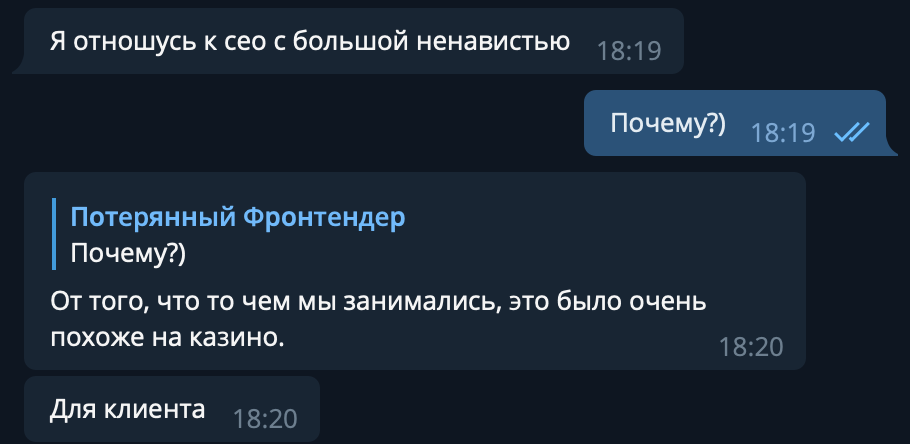 Я отношусь к сео с большой ненавистью 18:19
Почему?) 18:19
Потерянный Фронтендер
Почему?)
От того, что то чем мы занимались, это было очень
похоже на казино.
18:20
Для клиента 18:20